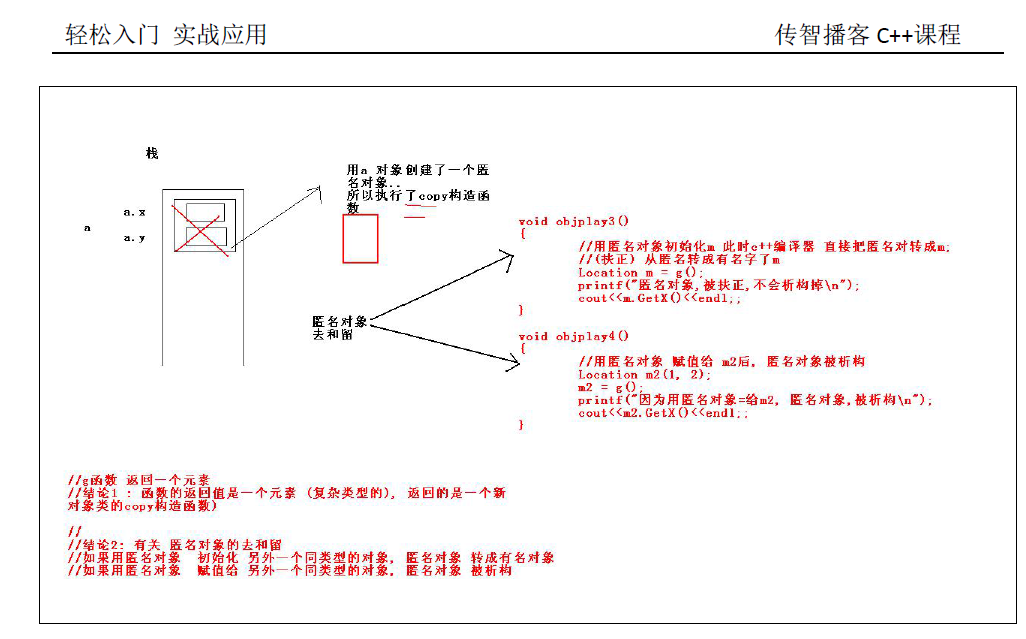 轻松入门 实战应用
传智播客 C++课程
栈
用a 对象创建了一个匿
名对象..
所以执行了copy构造函
数
a.x
a
a.y
匿名对象
去和留
void objplay3()
{
//用匿名对象初始化m 此时c++编译器 直接把匿名对转成m;
//(扶正) 从匿名转成有名字了m
Location m = g();
printf("匿名对象,被扶正,不会析构掉\n");
cout<<m.GetX()<<endl;;
}
void objplay4()
{
//用匿名对象 赋值给 m2后, 匿名对象被析构
Location m2(1, 2);
m2 = g();
printf("因为用匿名对象=给m2, 匿名对象,被析构\n");
cout<<m2.GetX()<<endl;;
}
//g函数 返回一个元素
//结论1 : 函数的返回值是一个元素 (复杂类型的), 返回的是一个新
对象类的copy构造函数)
//
//结论2: 有关 匿名对象的去和留
//如果用匿名对象 初始化 另外一个同类型的对象, 匿名对象 转成有名对象
//如果用匿名对象 赋值给 另外一个同类型的对象, 匿名对象 被析构